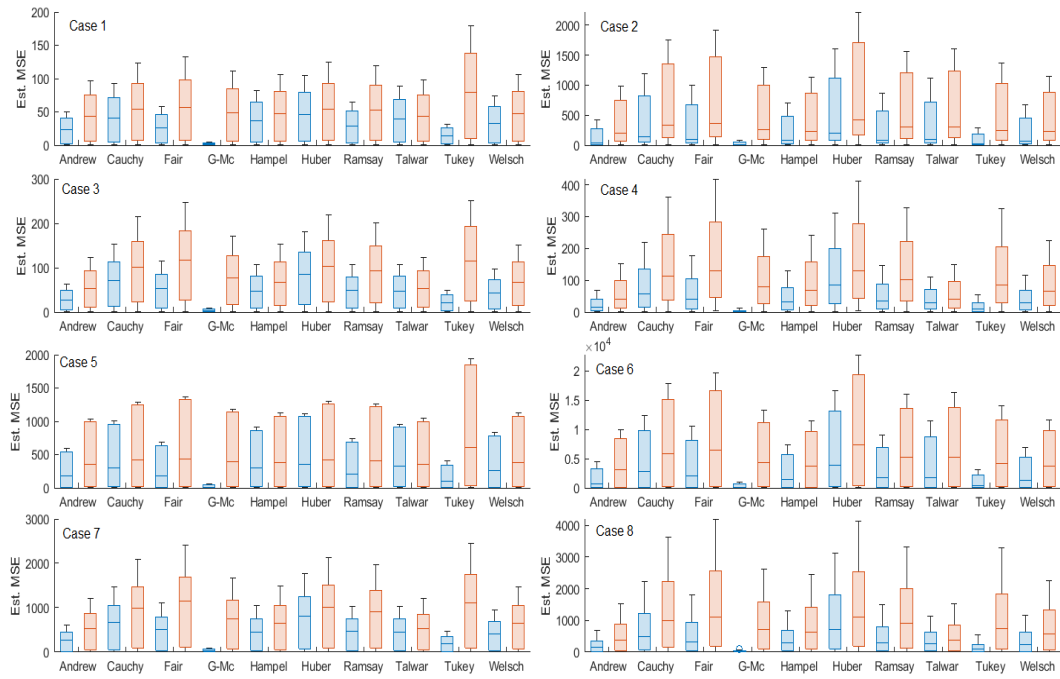 Case 1
Est. MSE
200
150
100
50
0
Andrew Cauchy Fair G-Mc Hampel Huber Ramsay Talwar Tukey Welsch
Case 2
Est. MSE
2000
1500
1000
500
0
Andrew Cauchy Fair G-Mc Hampel Huber Ramsay Talwar Tukey Welsch
Case 3
Est. MSE
300
200
100
0
Andrew Cauchy Fair G-Mc Hampel Huber Ramsay Talwar Tukey Welsch
Case 4
Est. MSE
400
300
200
100
0
Andrew Cauchy Fair G-Mc Hampel Huber Ramsay Talwar Tukey Welsch
Case 5
Est. MSE
2000
1500
1000
500
0
Andrew Cauchy Fair G-Mc Hampel Huber Ramsay Talwar Tukey Welsch
×10⁴
Case 6
Est. MSE
2
1.5
1
0.5
0
Andrew Cauchy Fair G-Mc Hampel Huber Ramsay Talwar Tukey Welsch
Case 7
Est. MSE
3000
2000
1000
0
Andrew Cauchy Fair G-Mc Hampel Huber Ramsay Talwar Tukey Welsch
Case 8
Est. MSE
4000
3000
2000
1000
0
Andrew Cauchy Fair G-Mc Hampel Huber Ramsay Talwar Tukey Welsch